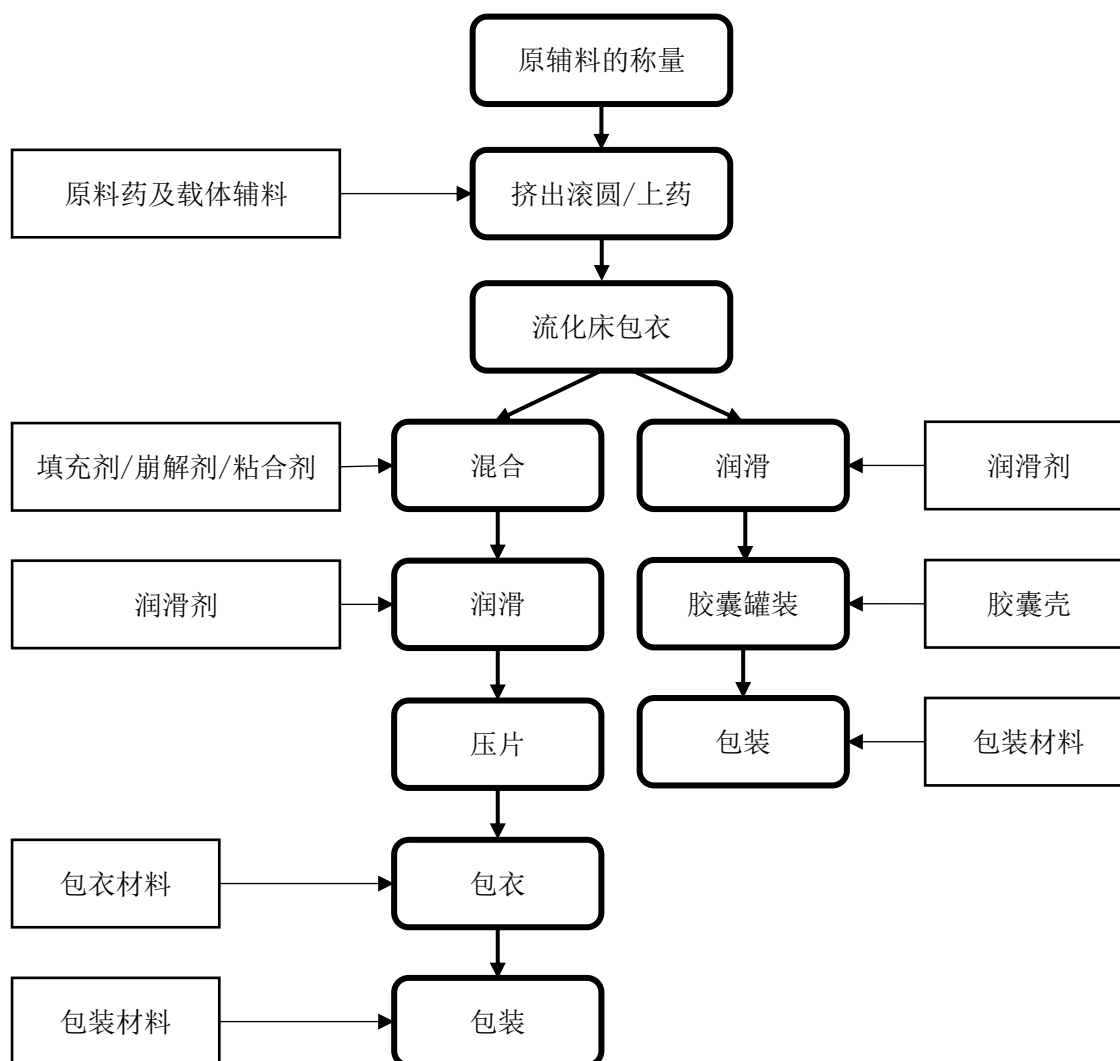 原辅料的称量
原料药及载体辅料
挤出滚圆/上药
流化床包衣
填充剂/崩解剂/粘合剂
混合
润滑
润滑剂
润滑剂
润滑
胶囊罐装
胶囊壳
压片
包装
包装材料
包衣材料
包衣
包装材料
包装